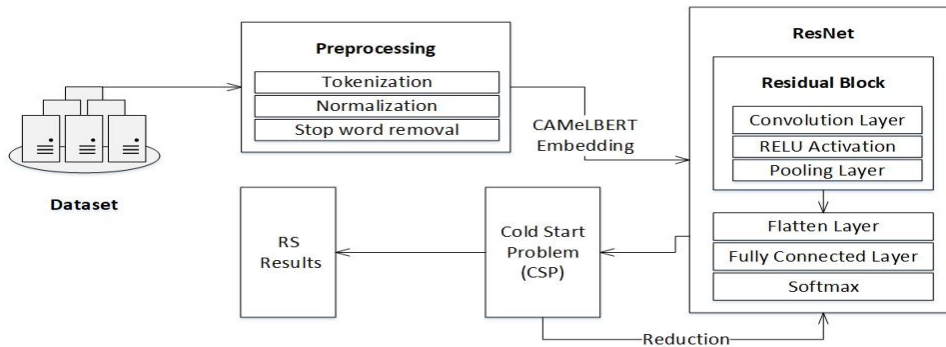 Dataset
Preprocessing
Tokenization
Normalization
Stop word removal
CAMeLBERT
Embedding
ResNet
Residual Block
Convolution Layer
RELU Activation
Pooling Layer
Flatten Layer
Fully Connected Layer
Softmax
Cold Start
Problem
(CSP)
RS
Results
Reduction